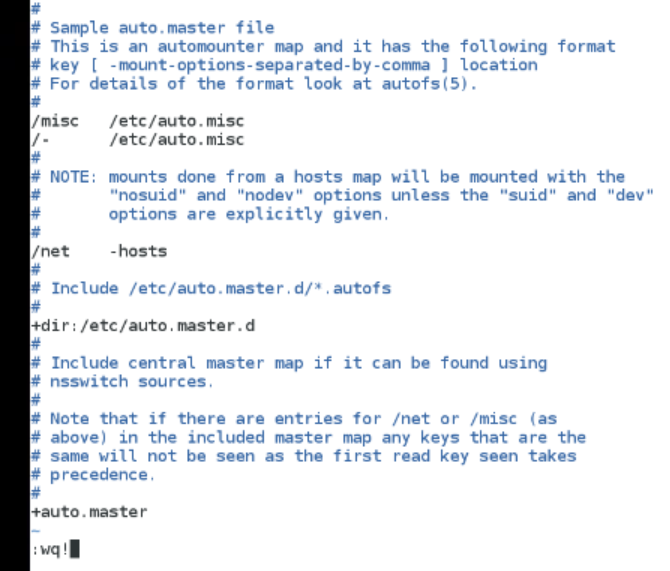 #
# Sample auto.master file
# This is an automounter map and it has the following format
# key [ -mount-options-separated-by-comma ] location
# For details of the format look at autofs(5).
#
/misc   /etc/auto.misc
/-      /etc/auto.misc
#
# NOTE: mounts done from a hosts map will be mounted with the
#       "nosuid" and "nodev" options unless the "suid" and "dev"
#       options are explicitly given.
#
/net    -hosts
#
# Include /etc/auto.master.d/*.autofs
#
+dir:/etc/auto.master.d
#
# Include central master map if it can be found using
# nsswitch sources.
#
# Note that if there are entries for /net or /misc (as
# above) in the included master map any keys that are the
# same will not be seen as the first read key seen takes
# precedence.
#
+auto.master
~
:wq!